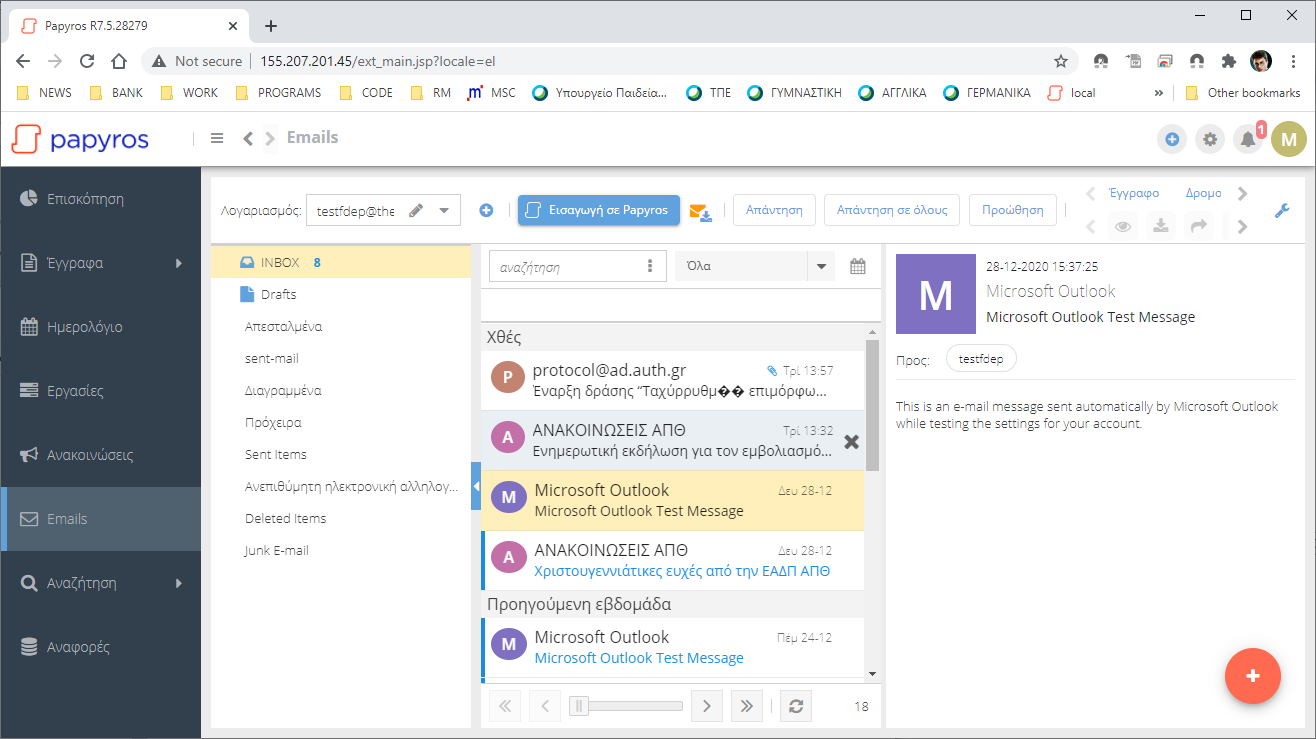 Papyros R7.5.28279
Not secure | 155.207.201.45/ext_main.jsp?locale=el
NEWS BANK WORK PROGRAMS CODE RM MSC Υπουργείο Παιδεία... ΤΠΕ ΓΥΜΝΑΣΤΙΚΗ ΑΓΓΛΙΚΑ ΓΕΡΜΑΝΙΚΑ local » Other bookmarks
papyros Emails 1 M
Επισκόπηση
Έγγραφα
Ημερολόγιο
Εργασίες
Ανακοινώσεις
Emails
Αναζήτηση
Αναφορές
Λογαριασμός: testfdep@the Εισαγωγή σε Papyros Απάντηση Απάντηση σε όλους Προώθηση Έγγραφο Δρομο
INBOX 8
Drafts
Απεσταλμένα
sent-mail
Διαγραμμένα
Πρόχειρα
Sent Items
Ανεπιθύμητη ηλεκτρονική αλληλογ...
Deleted Items
Junk E-mail
αναζήτηση Όλα
Χθές
P protocol@ad.auth.gr Τρί 13:57
Έναρξη δράσης “Ταχύρρυθμ�� επιμόρφω...
A ΑΝΑΚΟΙΝΩΣΕΙΣ ΑΠΘ Τρί 13:32
Ενημερωτική εκδήλωση για τον εμβολιασμό...
M Microsoft Outlook Δευ 28-12
Microsoft Outlook Test Message
A ΑΝΑΚΟΙΝΩΣΕΙΣ ΑΠΘ Δευ 28-12
Χριστουγεννιάτικες ευχές από την ΕΑΔΠ ΑΠΘ
Προηγούμενη εβδομάδα
M Microsoft Outlook Πέμ 24-12
Microsoft Outlook Test Message
18
M
28-12-2020 15:37:25
Microsoft Outlook
Microsoft Outlook Test Message
Προς: testfdep
This is an e-mail message sent automatically by Microsoft Outlook
while testing the settings for your account.